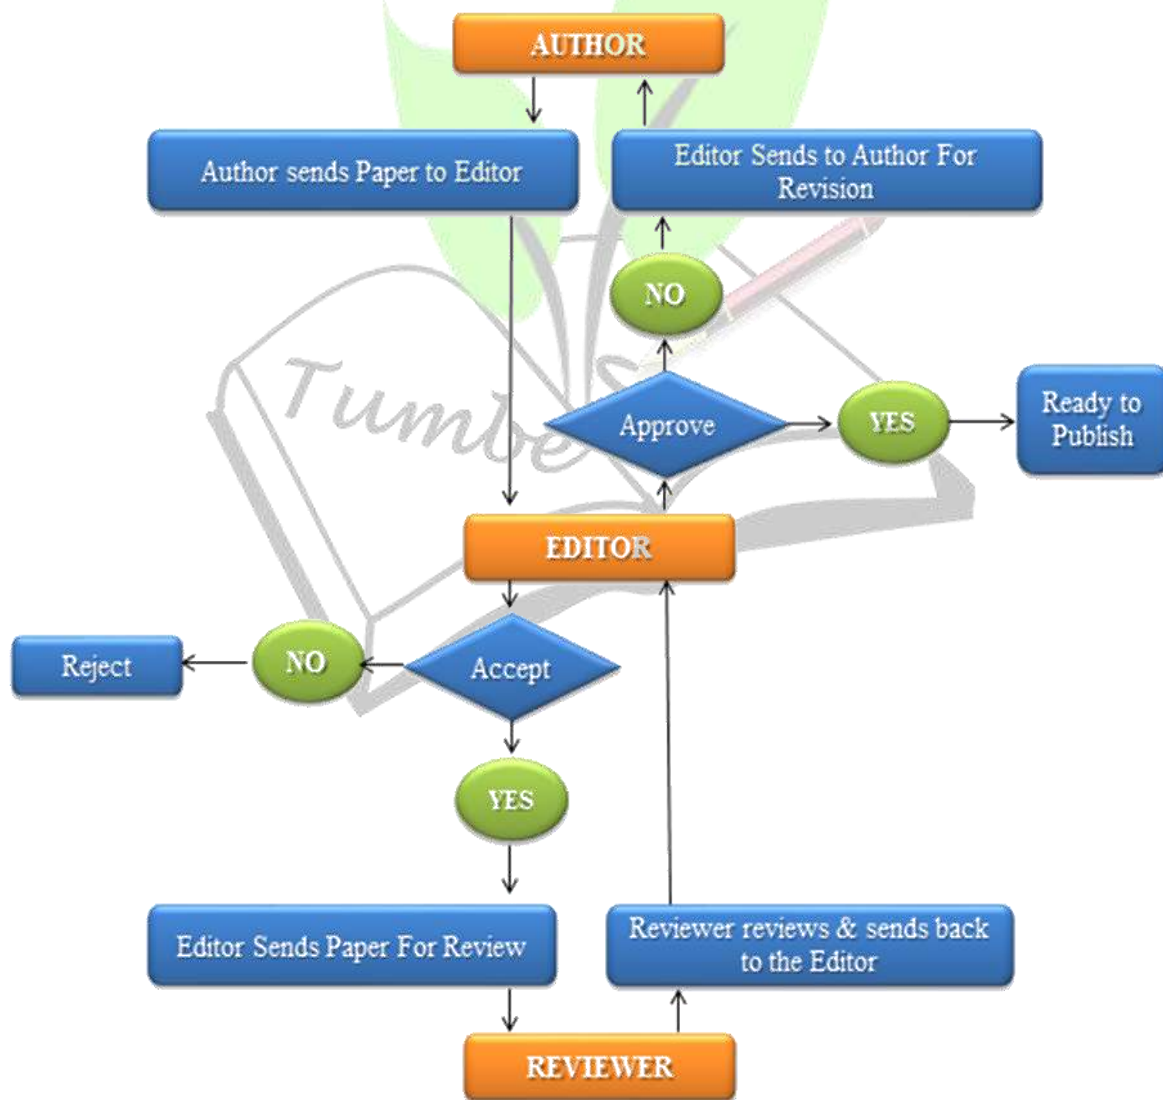 AUTHOR
Author sends Paper to Editor
Editor Sends to Author For
Revision
NO
Approve
YES
Ready to
Publish
EDITOR
Accept
NO
Reject
YES
Editor Sends Paper For Review
Reviewer reviews & sends back
to the Editor
REVIEWER